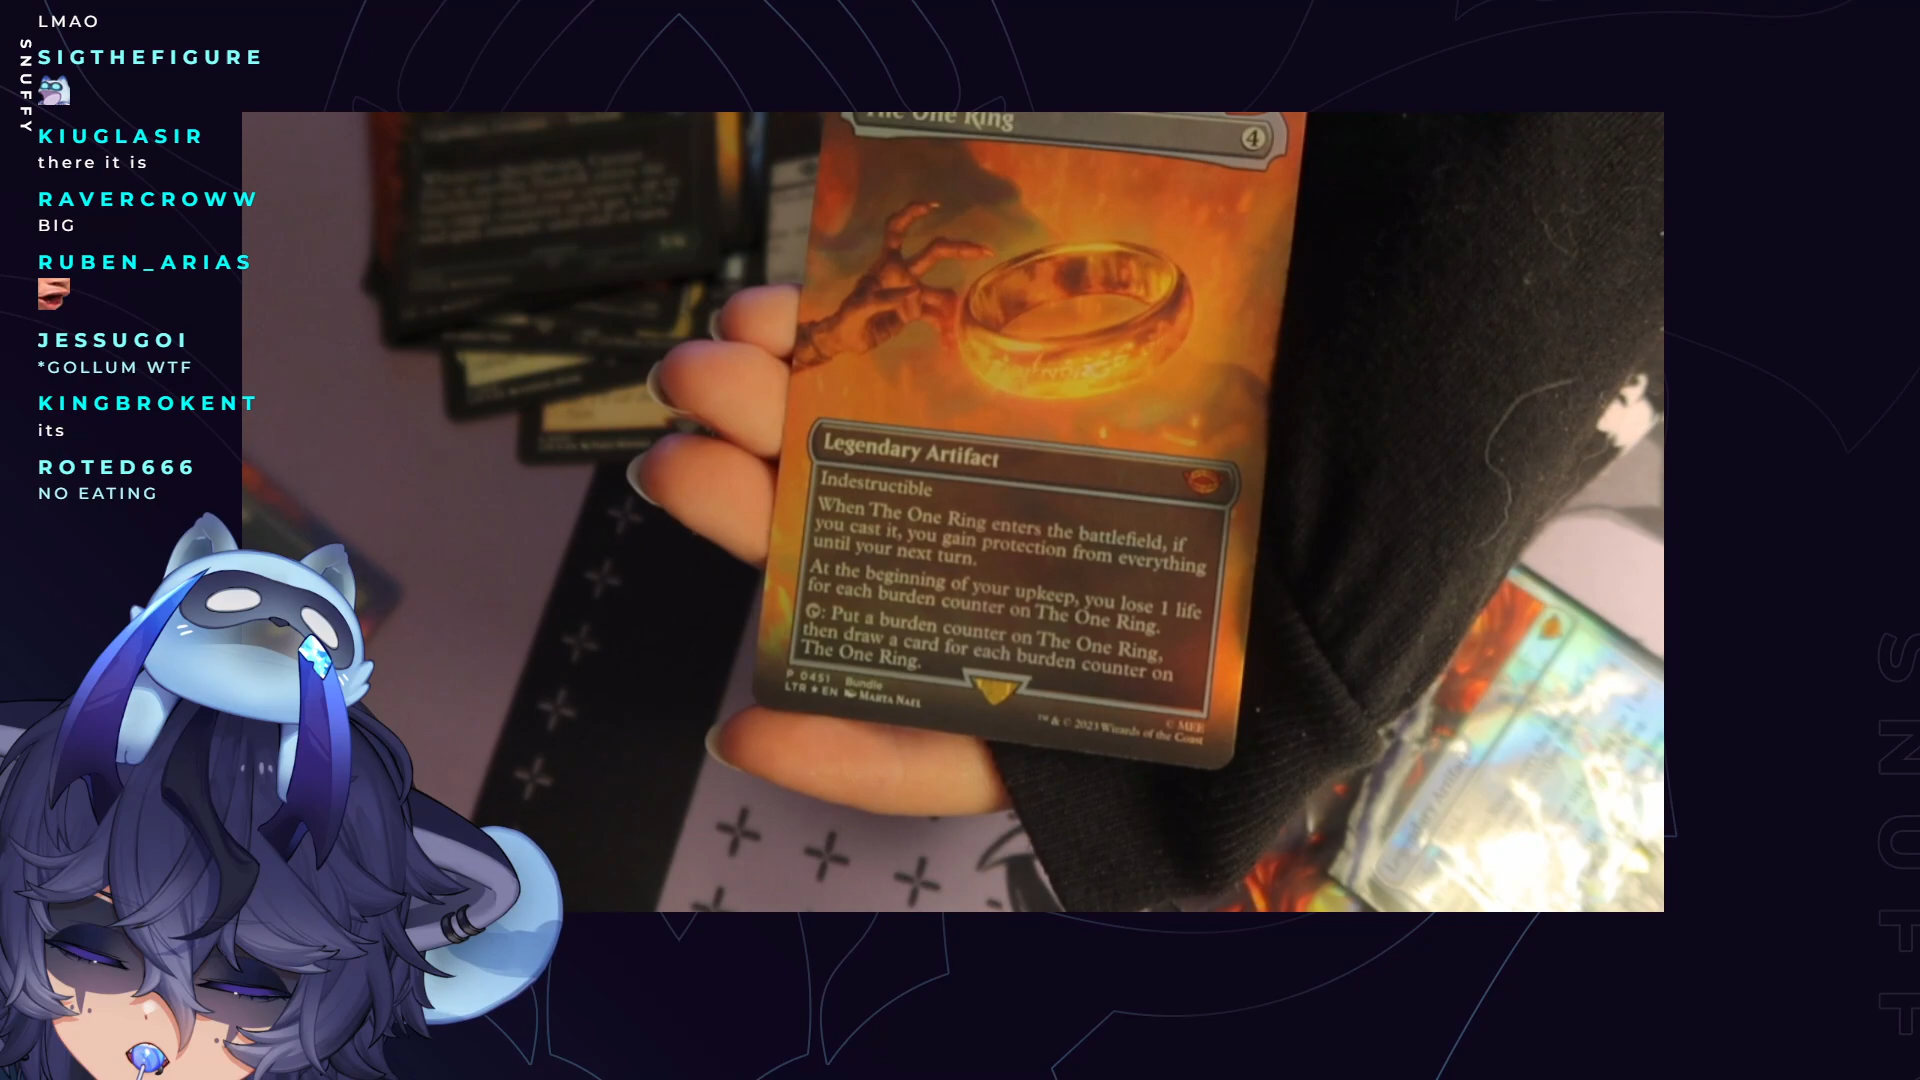 LMAO
SNUFFY
SIGTHEFIGURE
KIUGLASIR
there it is
RAVERCROWW
BIG
RUBEN_ARIAS
JESSUGOI
*GOLLUM WTF
KINGBROKENT
its
ROTED666
NO EATING
The One Ring
4
Legendary Artifact
Indestructible
When The One Ring enters the battlefield, if
you cast it, you gain protection from everything
until your next turn.
At the beginning of your upkeep, you lose 1 life
for each burden counter on The One Ring.
: Put a burden counter on The One Ring,
then draw a card for each burden counter on
The One Ring.
P 0451 Bundle
LTR ★ EN MARTA NAEL
© MEE
™ & © 2023 Wizards of the Coast
Legendary Artifact
SNUFF